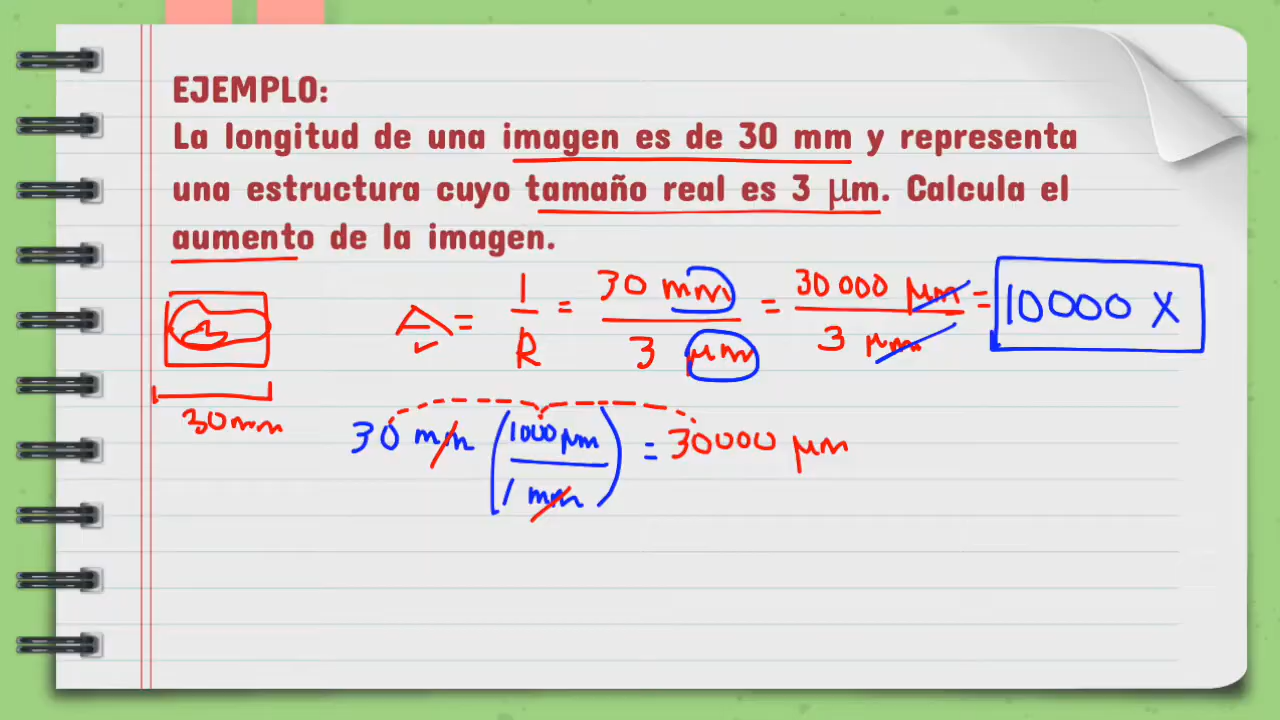 EJEMPLO:
La longitud de una imagen es de 30 mm y representa
una estructura cuyo tamaño real es 3 μm. Calcula el
aumento de la imagen.
A = I/R = 30 mm/3 μm = 30 000 μm/3 μm = 10000 X
30mm
30 mm (1000 μm/1 mm) = 30000 μm